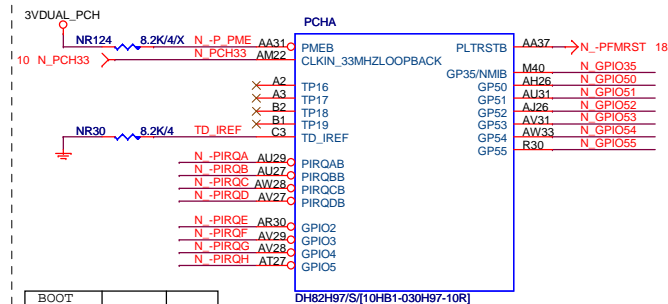 3VDUAL_PCH
PCHA
NR124 8.2K/4/X N_-P_PME AA31 PMEB PLTRSTB AA37 N_-PFMRST 18
10 N_PCH33 N_PCH33 AM22 CLKIN_33MHZLOOPBACK
GP35/NMIB M40 N_GPIO35
A2 TP16 GP50 AH26 N_GPIO50
A3 TP17 GP51 AU31 N_GPIO51
B2 TP18 GP52 AJ26 N_GPIO52
B1 TP19 GP53 AV31 N_GPIO53
NR30 8.2K/4 TD_IREF C3 TD_IREF GP54 AW33 N_GPIO54
GP55 R30 N_GPIO55
N_-PIRQA AU29 PIRQAB
N_-PIRQB AU27 PIRQBB
N_-PIRQC AW28 PIRQCB
N_-PIRQD AV27 PIRQDB
N_-PIRQE AR30 GPIO2
N_-PIRQF AV29 GPIO3
N_-PIRQG AV28 GPIO4
N_-PIRQH AT27 GPIO5
BOOT
DH82H97/S/[10HB1-030H97-10R]